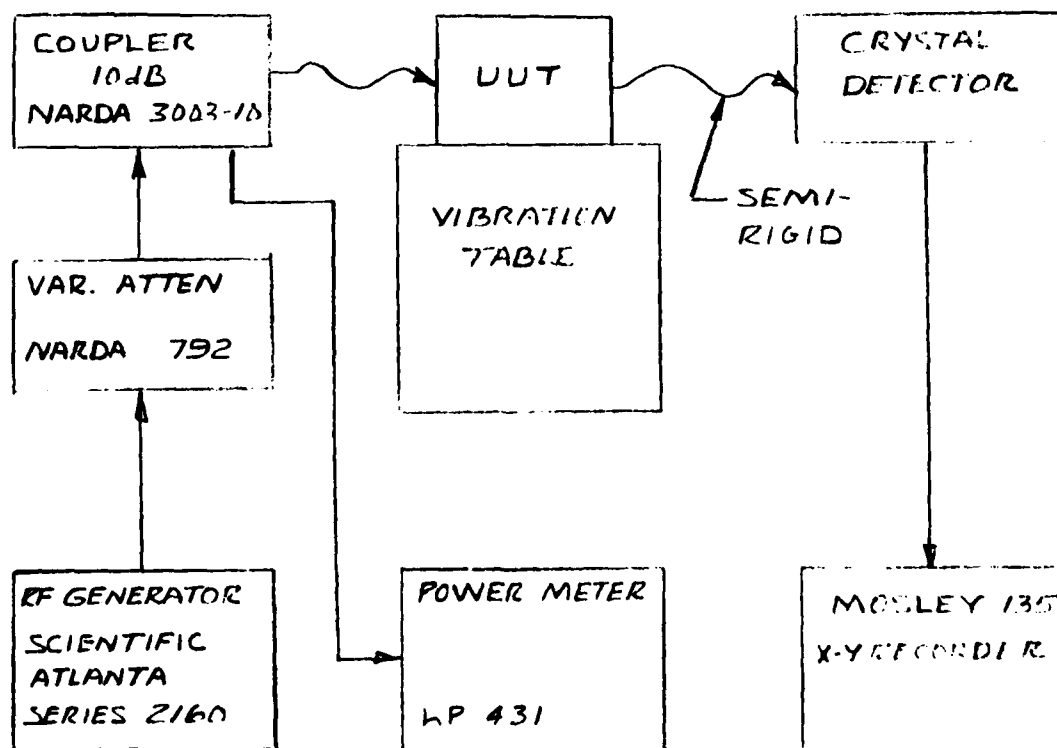 COUPLER
10dB
NARDA 3003-10
UUT
CRYSTAL
DETECTOR
VIBRATION
TABLE
SEMI-
RIGID
VAR. ATTEN
NARDA 792
RF GENERATOR
SCIENTIFIC
ATLANTA
SERIES 2160
POWER METER
hP 431
MOSLEY 135
X-Y RECORDER